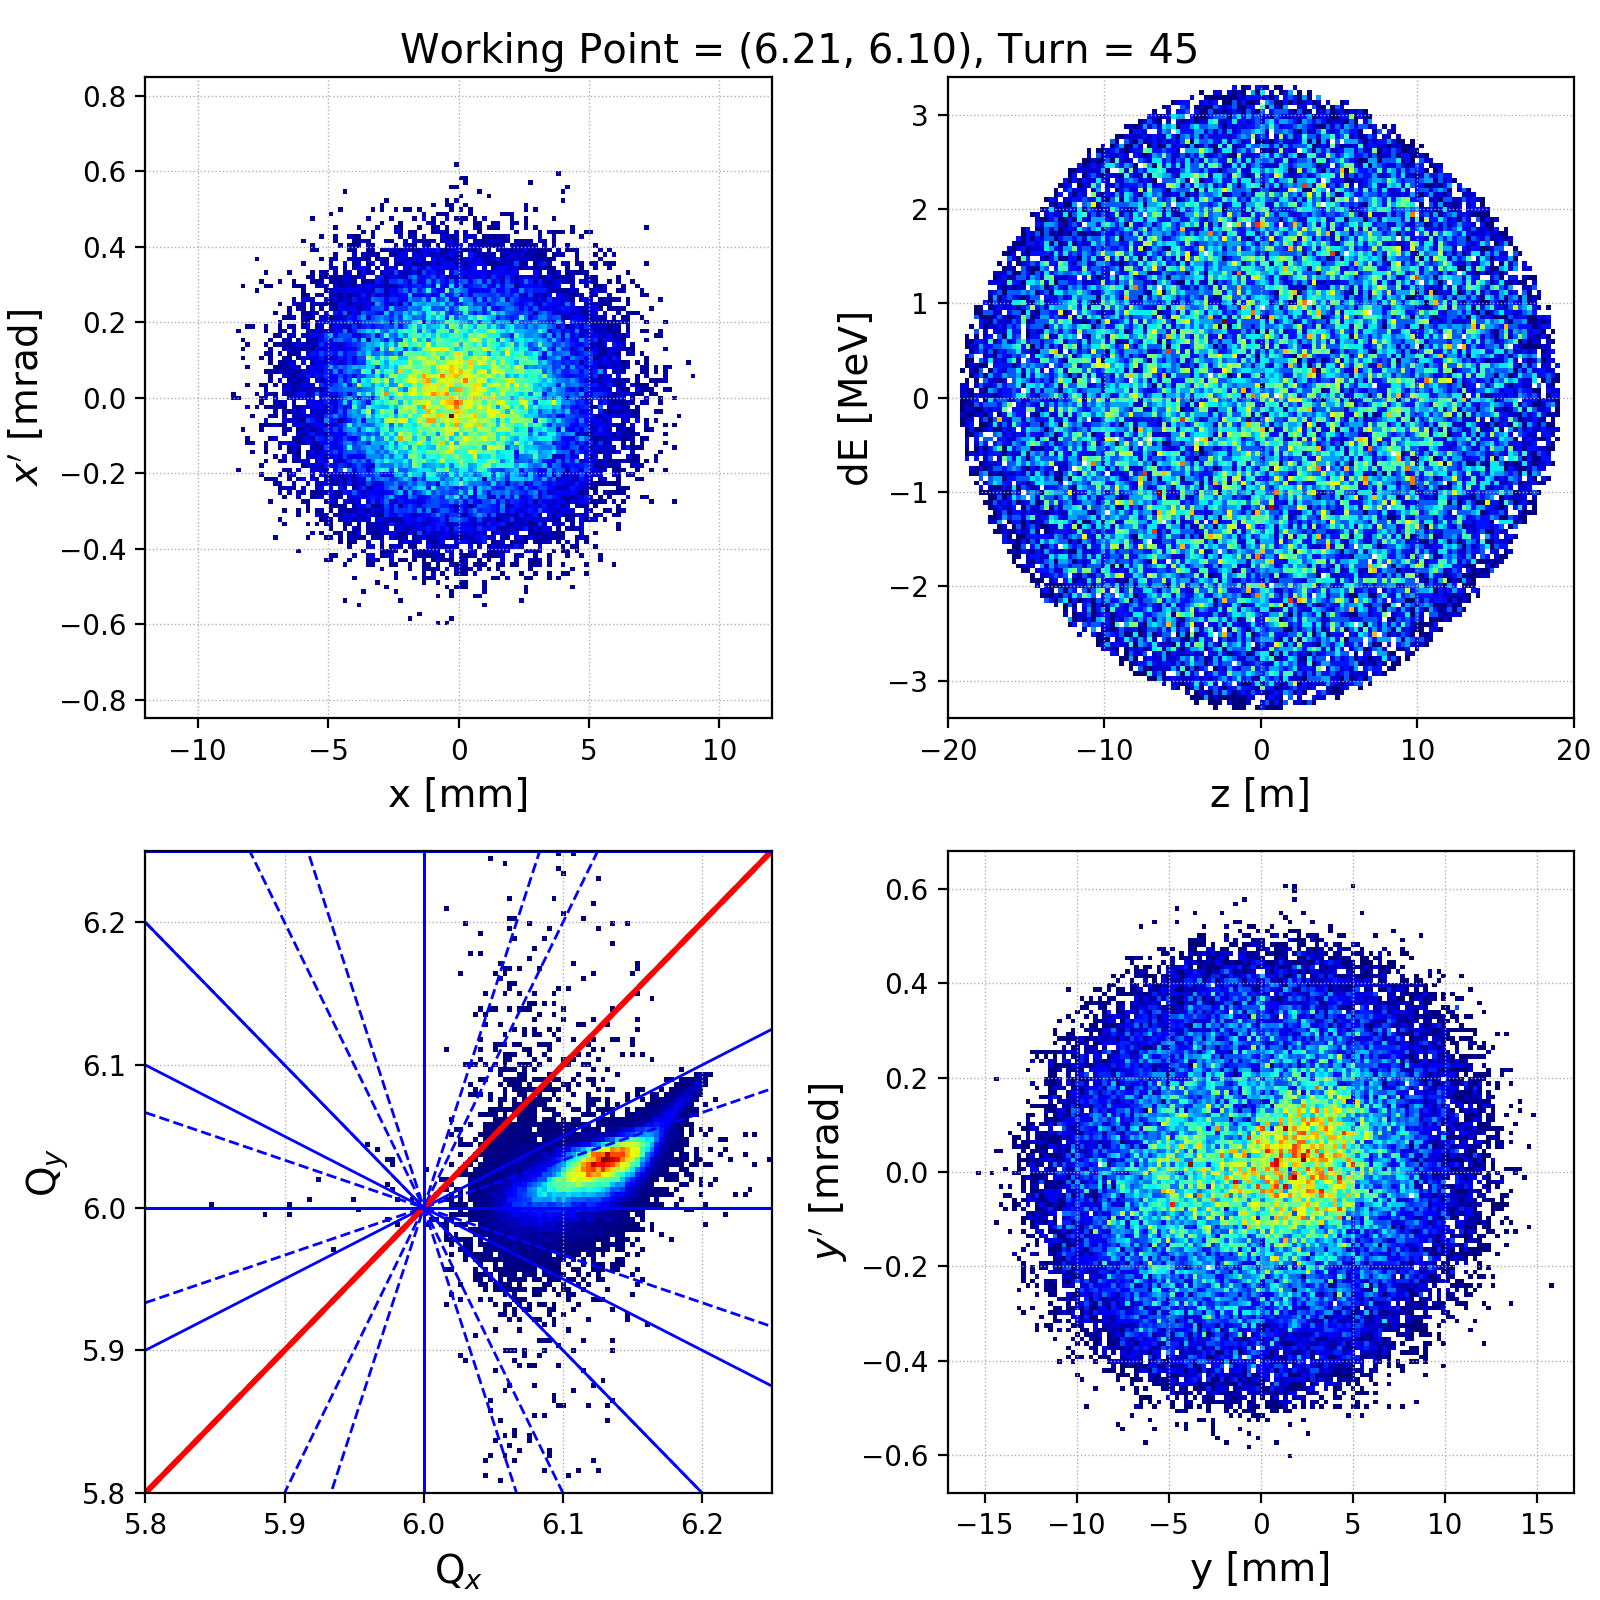 Working Point = (6.21, 6.10), Turn = 45
0.8
0.6
0.4
0.2
0.0
−0.2
−0.4
−0.6
−0.8
x′ [mrad]
−10 −5 0 5 10
x [mm]
3
2
1
0
−1
−2
−3
dE [MeV]
−20 −10 0 10 20
z [m]
6.2
6.1
6.0
5.9
5.8
Qy
5.8 5.9 6.0 6.1 6.2
Qx
0.6
0.4
0.2
0.0
−0.2
−0.4
−0.6
y′ [mrad]
−15 −10 −5 0 5 10 15
y [mm]